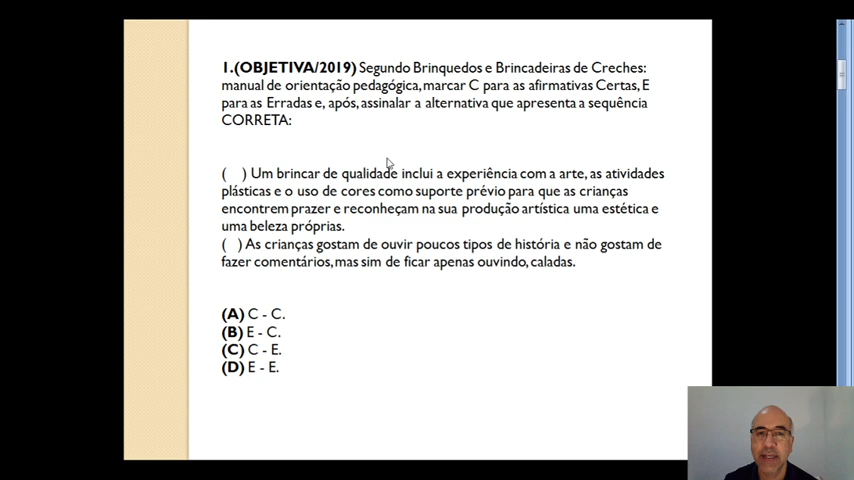 1.(OBJETIVA/2019) Segundo Brinquedos e Brincadeiras de Creches:
manual de orientação pedagógica, marcar C para as afirmativas Certas, E
para as Erradas e, após, assinalar a alternativa que apresenta a sequência
CORRETA:
(   ) Um brincar de qualidade inclui a experiência com a arte, as atividades
plásticas e o uso de cores como suporte prévio para que as crianças
encontrem prazer e reconheçam na sua produção artística uma estética e
uma beleza próprias.
(   ) As crianças gostam de ouvir poucos tipos de história e não gostam de
fazer comentários, mas sim de ficar apenas ouvindo, caladas.
(A) C - C.
(B) E - C.
(C) C - E.
(D) E - E.